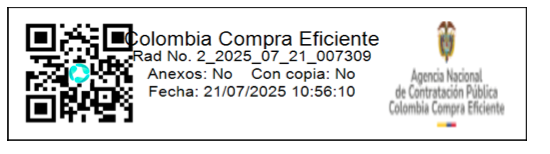 Colombia Compra Eficiente
Rad No. 2_2025_07_21_007309
Anexos: No Con copia: No
Fecha: 21/07/2025 10:56:10
Agencia Nacional
de Contratación Pública
Colombia Compra Eficiente